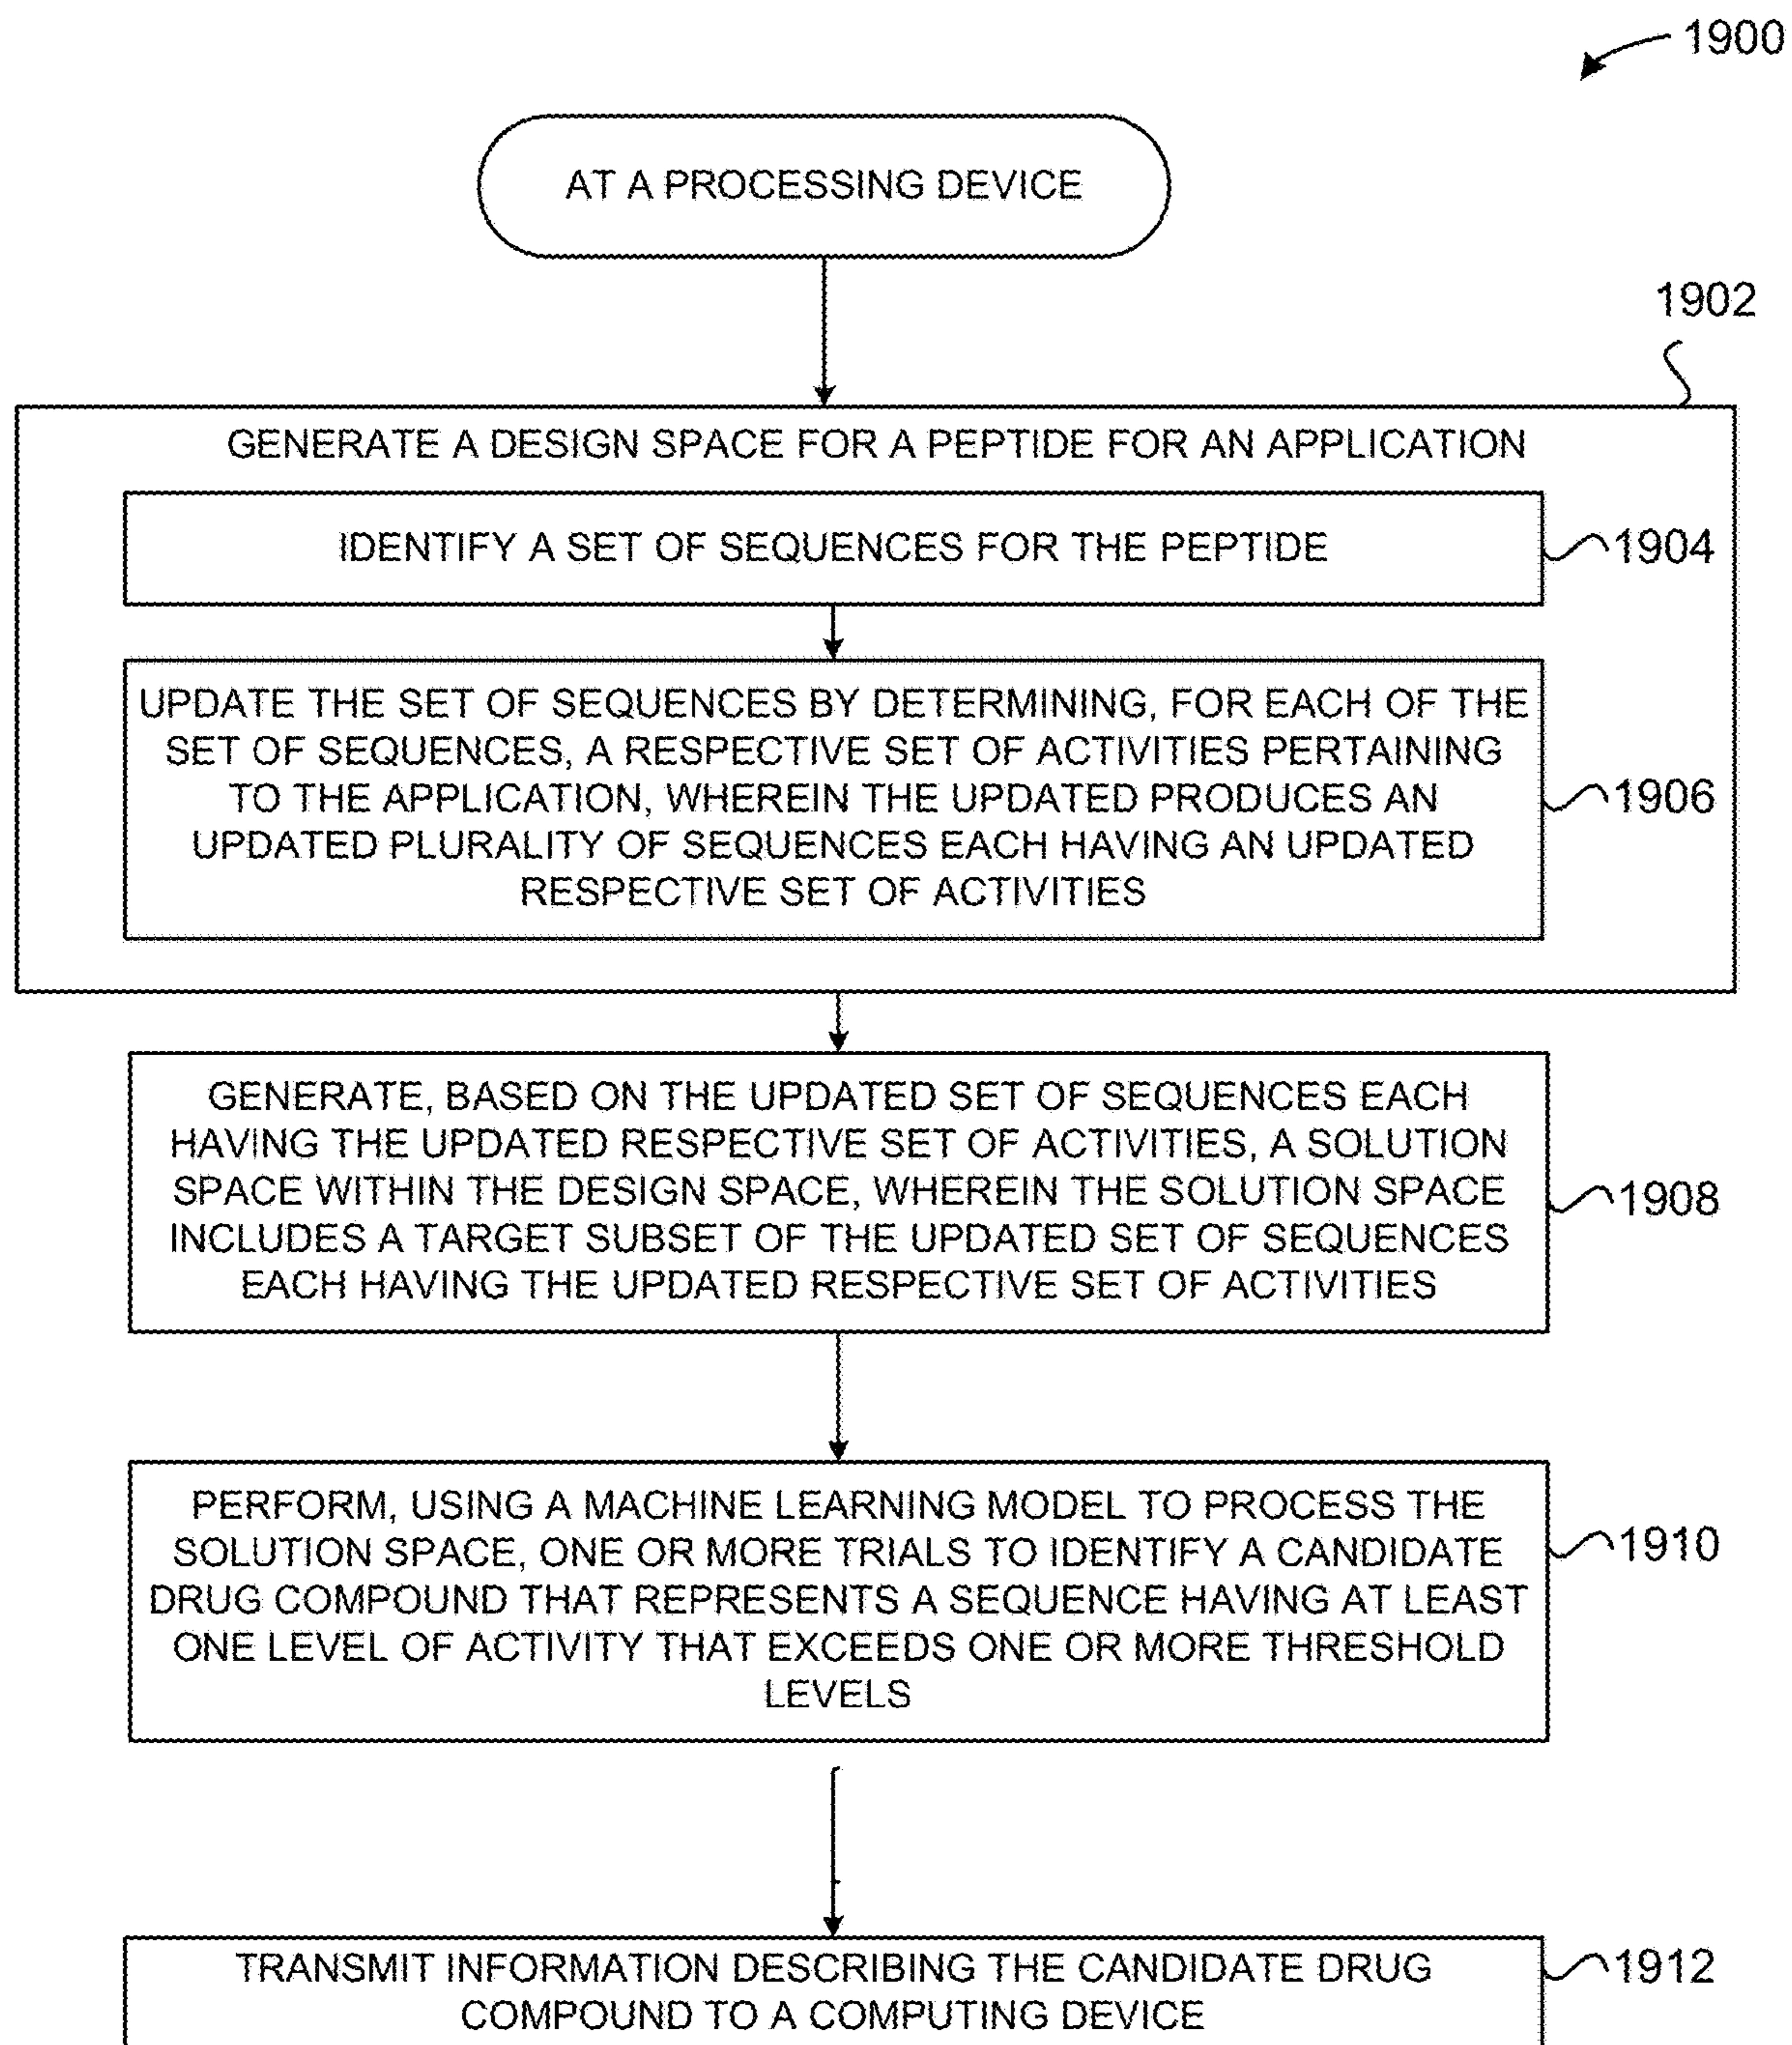 1900
AT A PROCESSING DEVICE
1902
GENERATE A DESIGN SPACE FOR A PEPTIDE FOR AN APPLICATION
IDENTIFY A SET OF SEQUENCES FOR THE PEPTIDE
1904
UPDATE THE SET OF SEQUENCES BY DETERMINING, FOR EACH OF THE
SET OF SEQUENCES, A RESPECTIVE SET OF ACTIVITIES PERTAINING
TO THE APPLICATION, WHEREIN THE UPDATED PRODUCES AN
UPDATED PLURALITY OF SEQUENCES EACH HAVING AN UPDATED
RESPECTIVE SET OF ACTIVITIES
1906
GENERATE, BASED ON THE UPDATED SET OF SEQUENCES EACH
HAVING THE UPDATED RESPECTIVE SET OF ACTIVITIES, A SOLUTION
SPACE WITHIN THE DESIGN SPACE, WHEREIN THE SOLUTION SPACE
INCLUDES A TARGET SUBSET OF THE UPDATED SET OF SEQUENCES
EACH HAVING THE UPDATED RESPECTIVE SET OF ACTIVITIES
1908
PERFORM, USING A MACHINE LEARNING MODEL TO PROCESS THE
SOLUTION SPACE, ONE OR MORE TRIALS TO IDENTIFY A CANDIDATE
DRUG COMPOUND THAT REPRESENTS A SEQUENCE HAVING AT LEAST
ONE LEVEL OF ACTIVITY THAT EXCEEDS ONE OR MORE THRESHOLD
LEVELS
1910
TRANSMIT INFORMATION DESCRIBING THE CANDIDATE DRUG
COMPOUND TO A COMPUTING DEVICE
1912